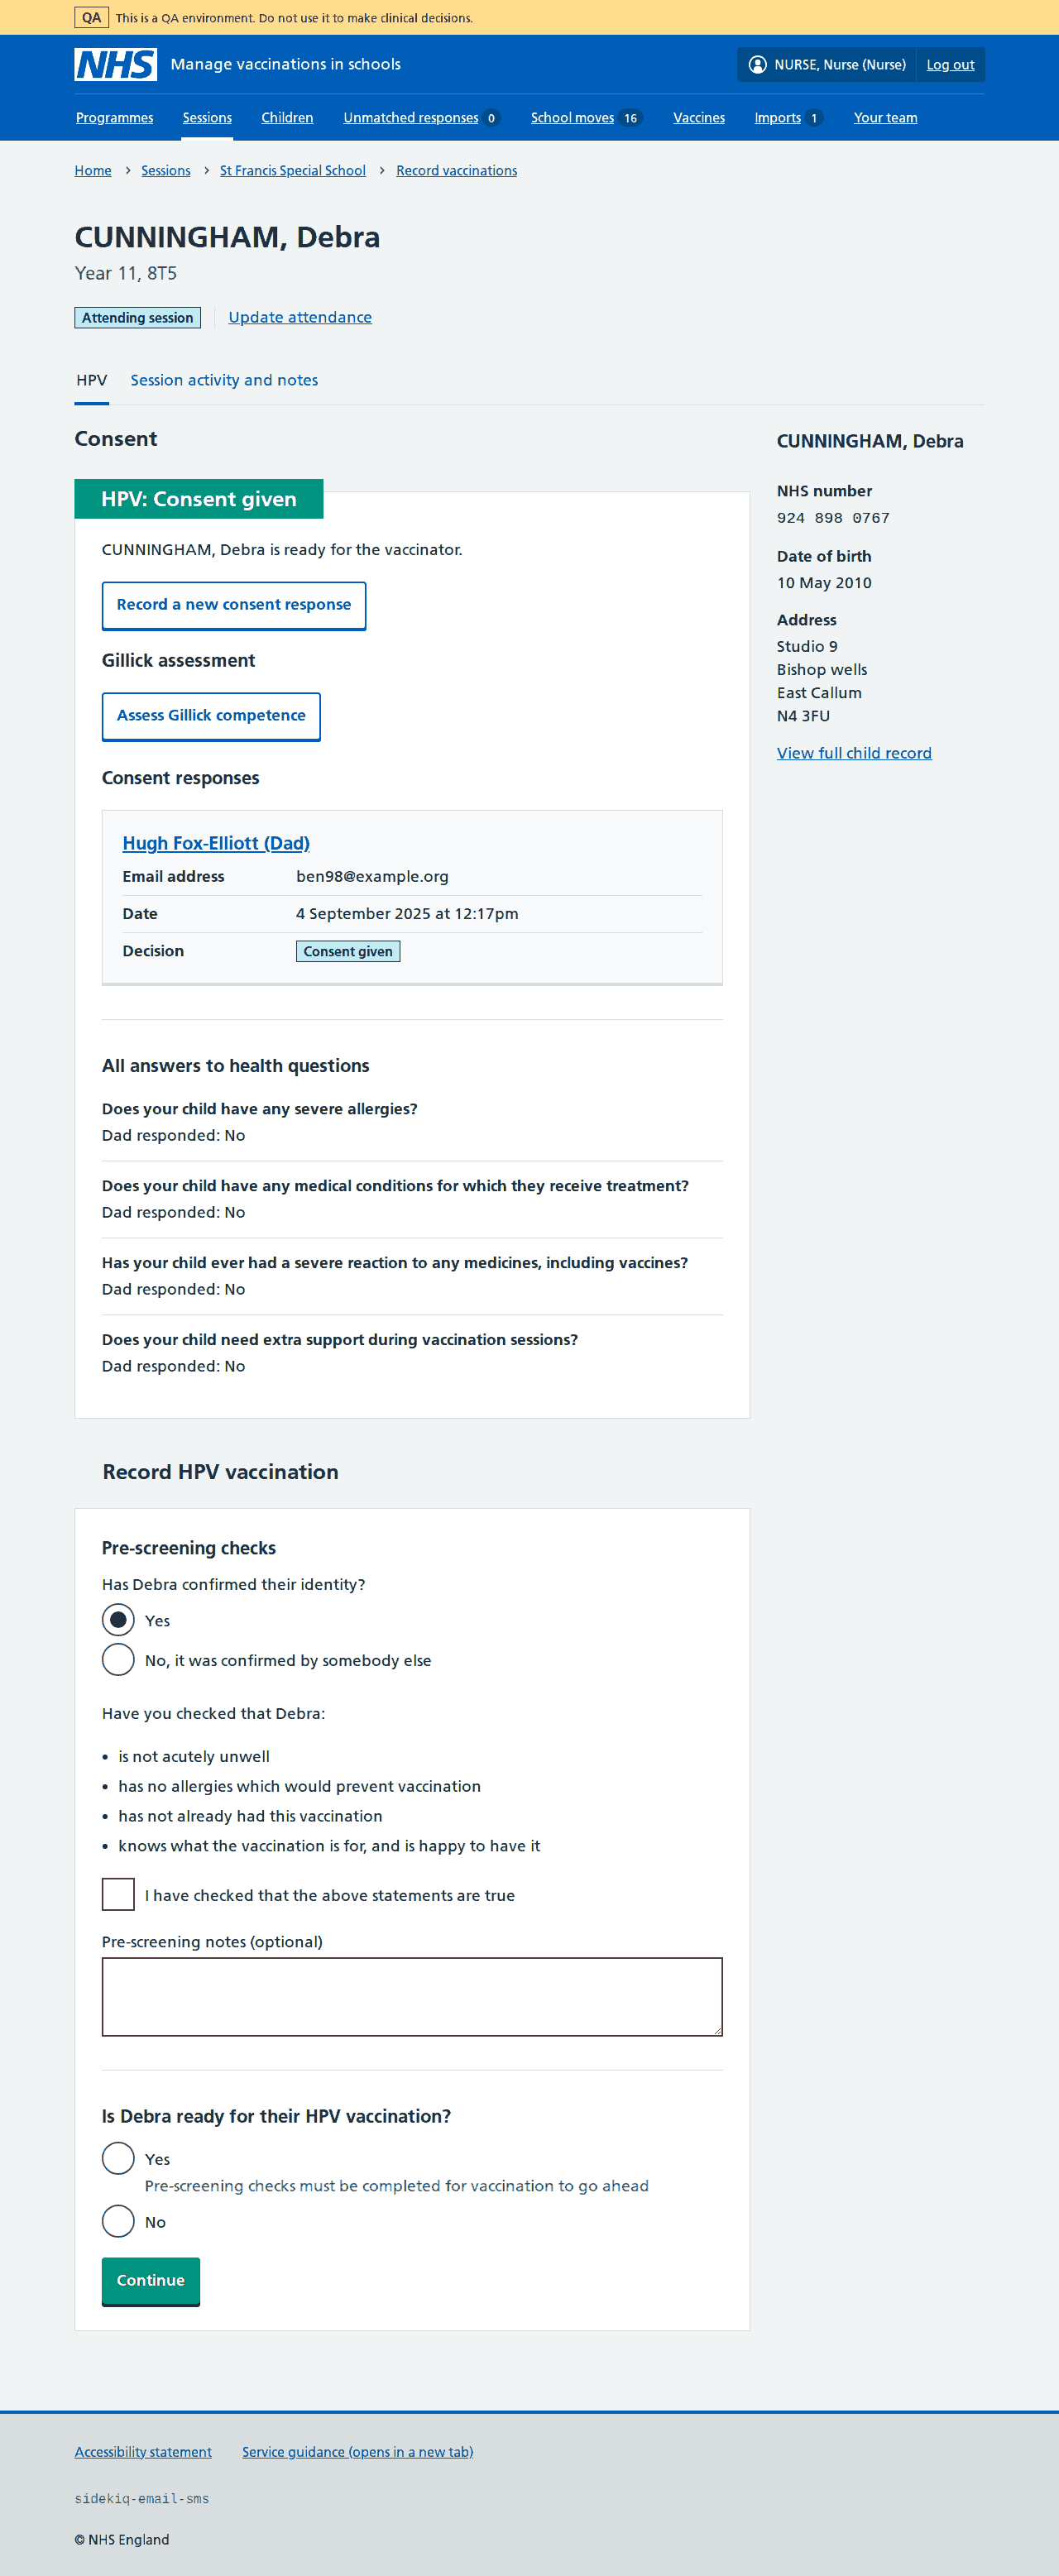 QA This is a QA environment. Do not use it to make clinical decisions.
NHS Manage vaccinations in schools NURSE, Nurse (Nurse) Log out
Programmes Sessions Children Unmatched responses 0 School moves 16 Vaccines Imports 1 Your team
Home Sessions St Francis Special School Record vaccinations
CUNNINGHAM, Debra
Year 11, 8T5
Attending session Update attendance
HPV Session activity and notes
Consent
HPV: Consent given
CUNNINGHAM, Debra is ready for the vaccinator.
Record a new consent response
Gillick assessment
Assess Gillick competence
Consent responses
Hugh Fox-Elliott (Dad)
Email address ben98@example.org
Date 4 September 2025 at 12:17pm
Decision Consent given
All answers to health questions
Does your child have any severe allergies?
Dad responded: No
Does your child have any medical conditions for which they receive treatment?
Dad responded: No
Has your child ever had a severe reaction to any medicines, including vaccines?
Dad responded: No
Does your child need extra support during vaccination sessions?
Dad responded: No
CUNNINGHAM, Debra
NHS number
924 898 0767
Date of birth
10 May 2010
Address
Studio 9
Bishop wells
East Callum
N4 3FU
View full child record
Record HPV vaccination
Pre-screening checks
Has Debra confirmed their identity?
Yes
No, it was confirmed by somebody else
Have you checked that Debra:
• is not acutely unwell
• has no allergies which would prevent vaccination
• has not already had this vaccination
• knows what the vaccination is for, and is happy to have it
I have checked that the above statements are true
Pre-screening notes (optional)
Is Debra ready for their HPV vaccination?
Yes
Pre-screening checks must be completed for vaccination to go ahead
No
Continue
Accessibility statement Service guidance (opens in a new tab)
sidekiq-email-sms
© NHS England